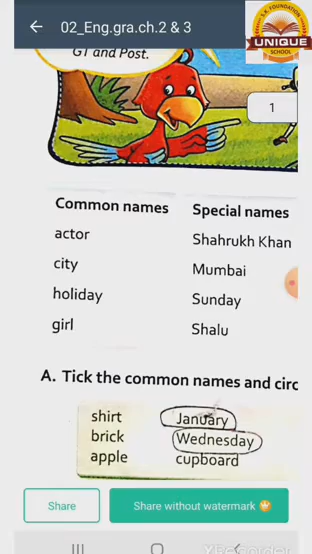 02_Eng.gra.ch.2 & 3
S.R. FOUNDATION
UNIQUE
SCHOOL
GT and Post.
1
Common names Special names
actor Shahrukh Khan
city Mumbai
holiday Sunday
girl Shalu
A. Tick the common names and circ
shirt January
brick Wednesday
apple cupboard
Share
Share without watermark